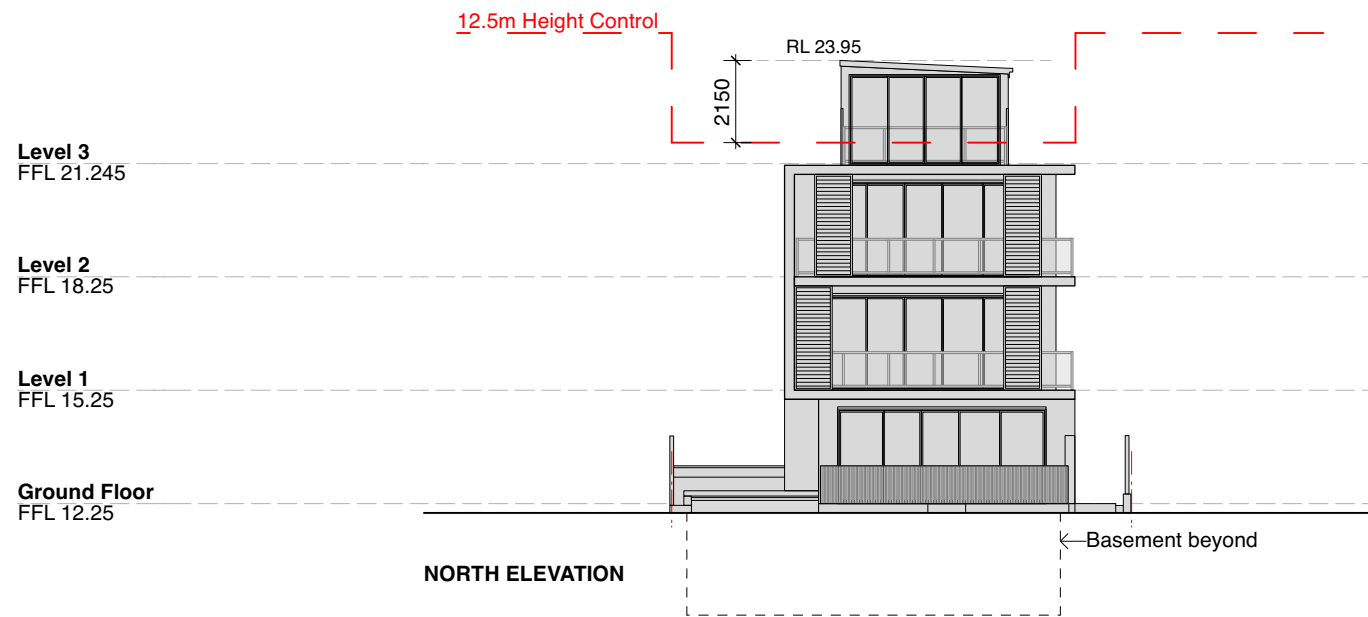 12.5m Height Control
RL 23.95
2150
Level 3
FFL 21.245
Level 2
FFL 18.25
Level 1
FFL 15.25
Ground Floor
FFL 12.25
Basement beyond
NORTH ELEVATION